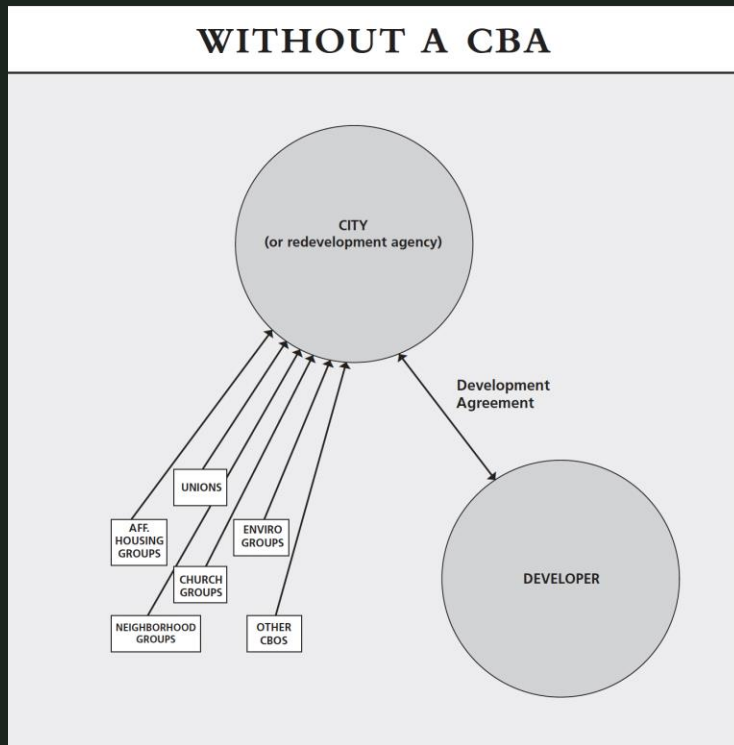 WITHOUT A CBA
CITY
(or redevelopment agency)
Development
Agreement
UNIONS
AFF.
HOUSING
GROUPS
ENVIRO
GROUPS
CHURCH
GROUPS
NEIGHBORHOOD
GROUPS
OTHER
CBOS
DEVELOPER